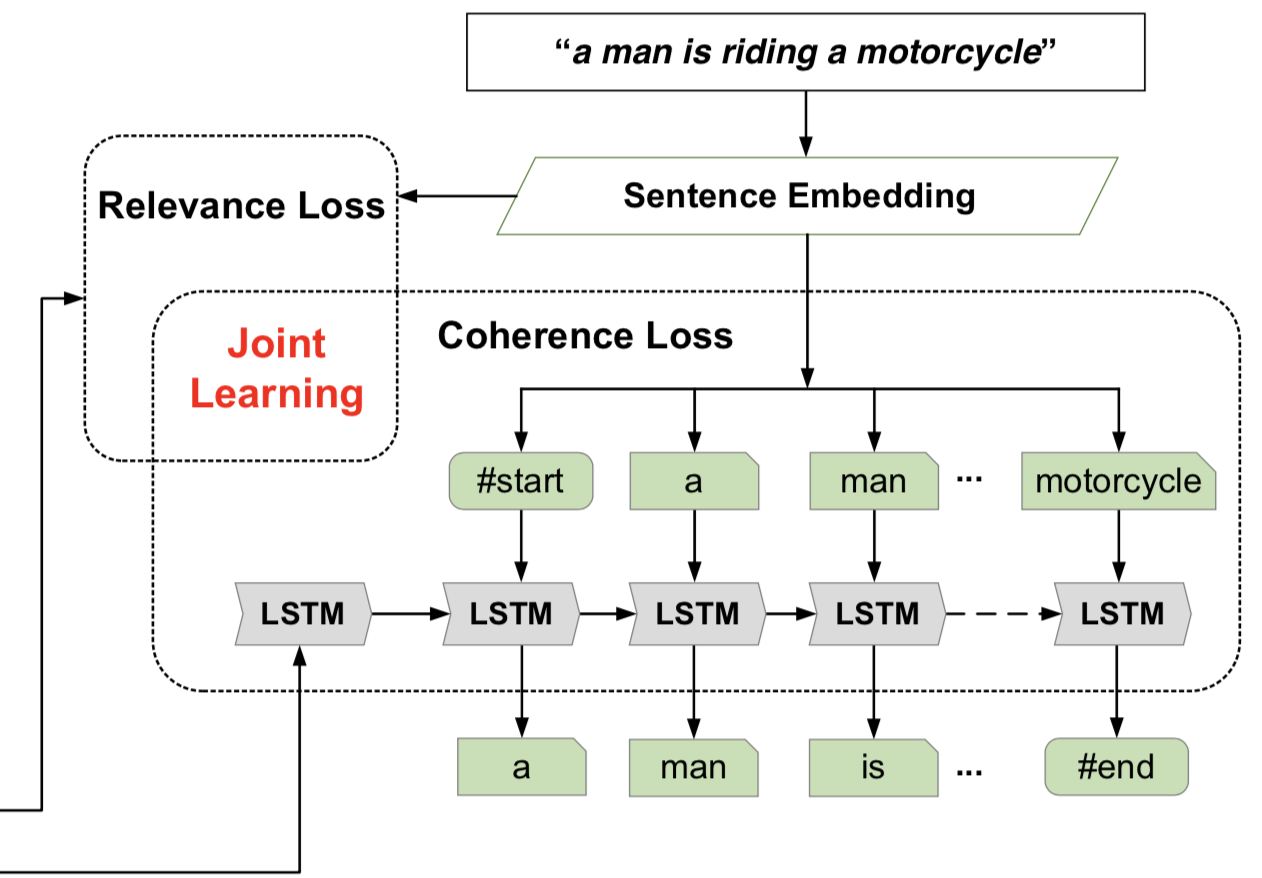 “a man is riding a motorcycle”
Sentence Embedding
Relevance Loss
Coherence Loss
Joint
Learning
#start
a
man
...
motorcycle
LSTM
LSTM
LSTM
LSTM
LSTM
a
man
is
...
#end